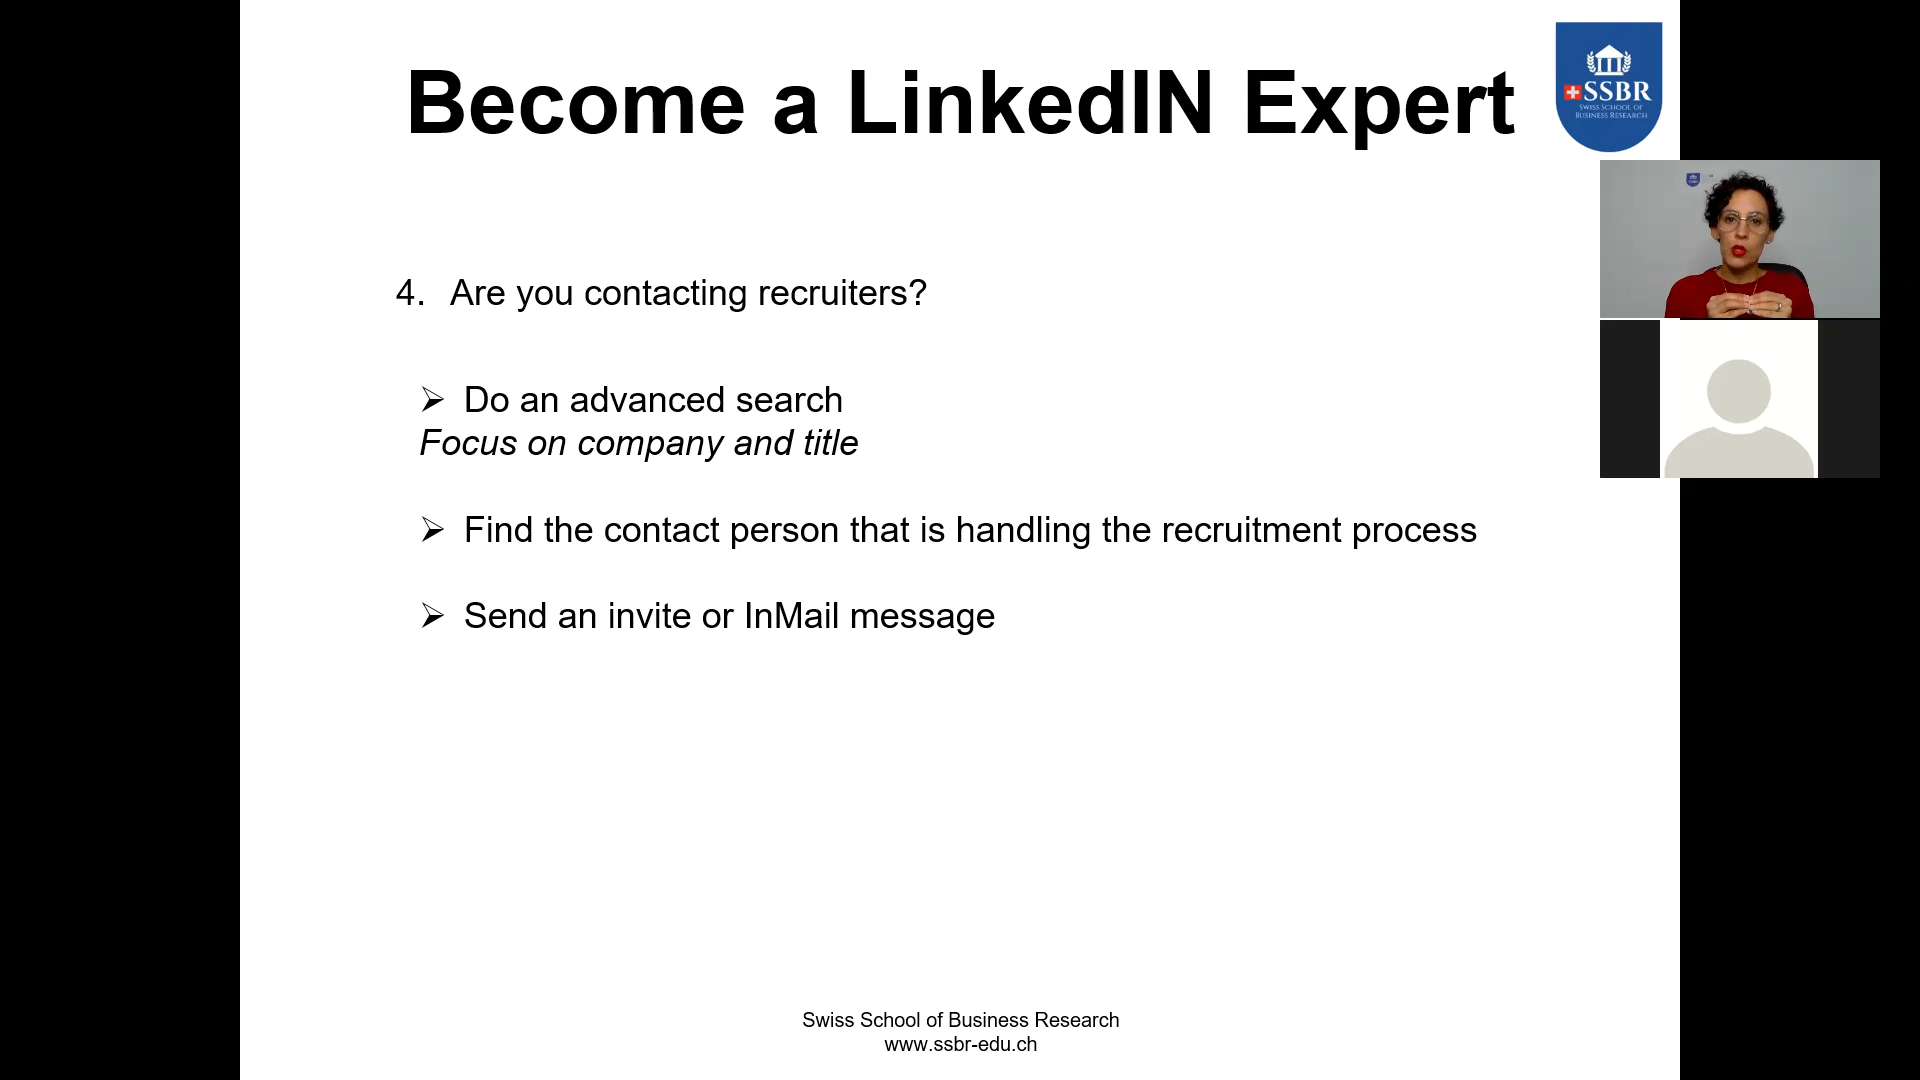 Become a LinkedIN Expert
SSBR
SWISS SCHOOL OF
BUSINESS RESEARCH
4. Are you contacting recruiters?
➢ Do an advanced search
Focus on company and title
➢ Find the contact person that is handling the recruitment process
➢ Send an invite or InMail message
Swiss School of Business Research
www.ssbr-edu.ch